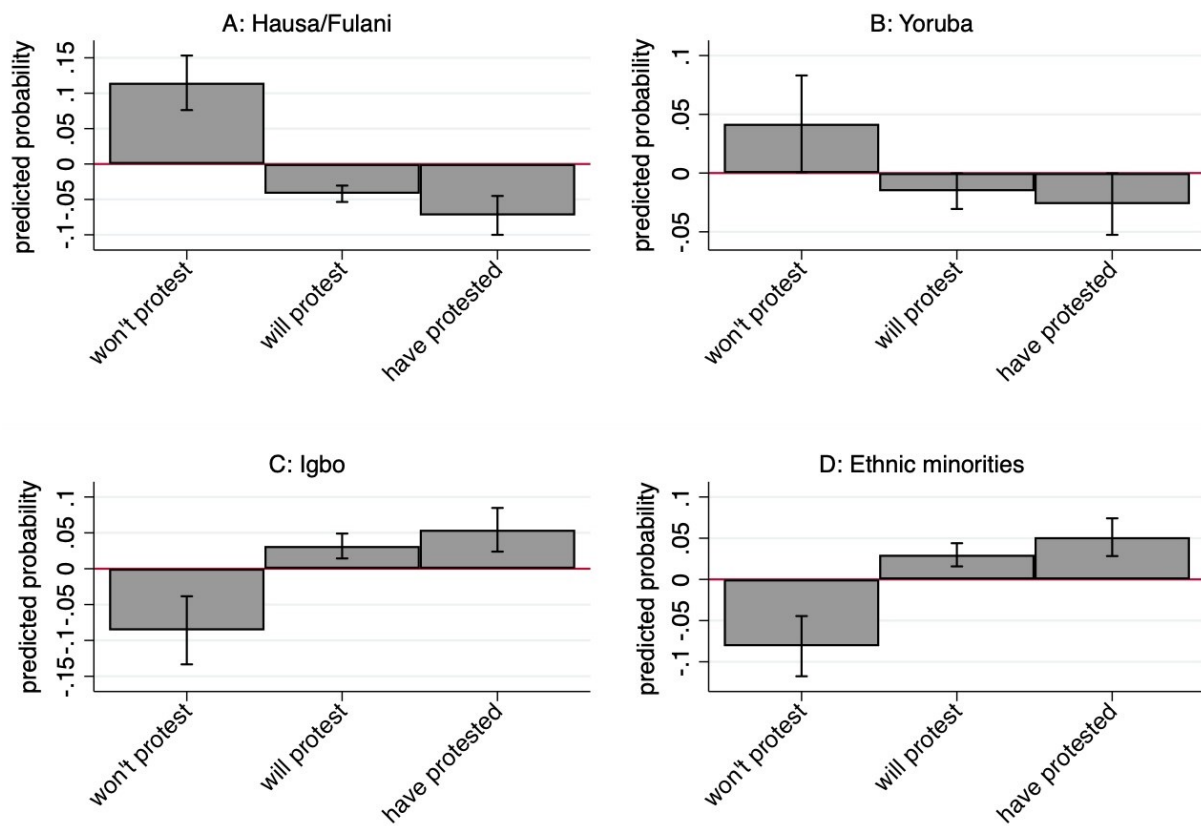 A: Hausa/Fulani
predicted probability
.15
.1
.05
0
-.05
-.1
won't protest
will protest
have protested
B: Yoruba
predicted probability
.1
.05
0
-.05
won't protest
will protest
have protested
C: Igbo
predicted probability
.1
.05
0
-.05
-.1
-.15
won't protest
will protest
have protested
D: Ethnic minorities
predicted probability
.1
.05
0
-.05
-.1
won't protest
will protest
have protested